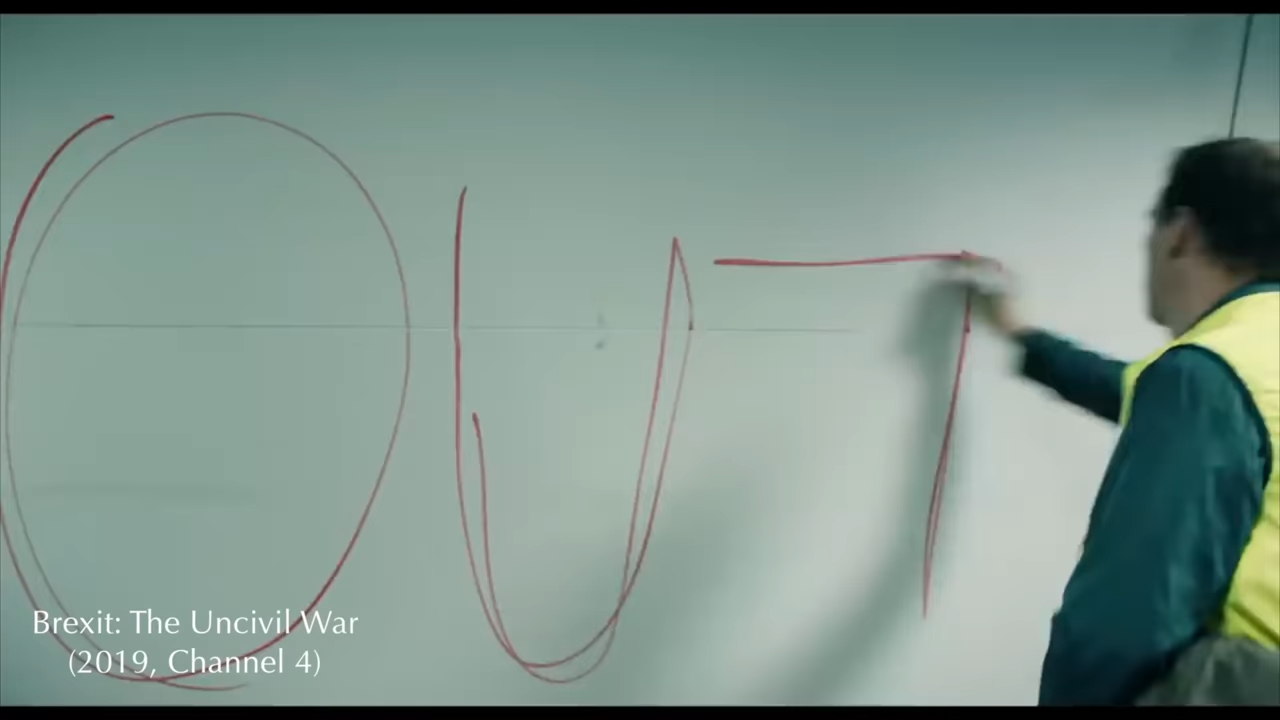 OUT
Brexit: The Uncivil War
(2019, Channel 4)